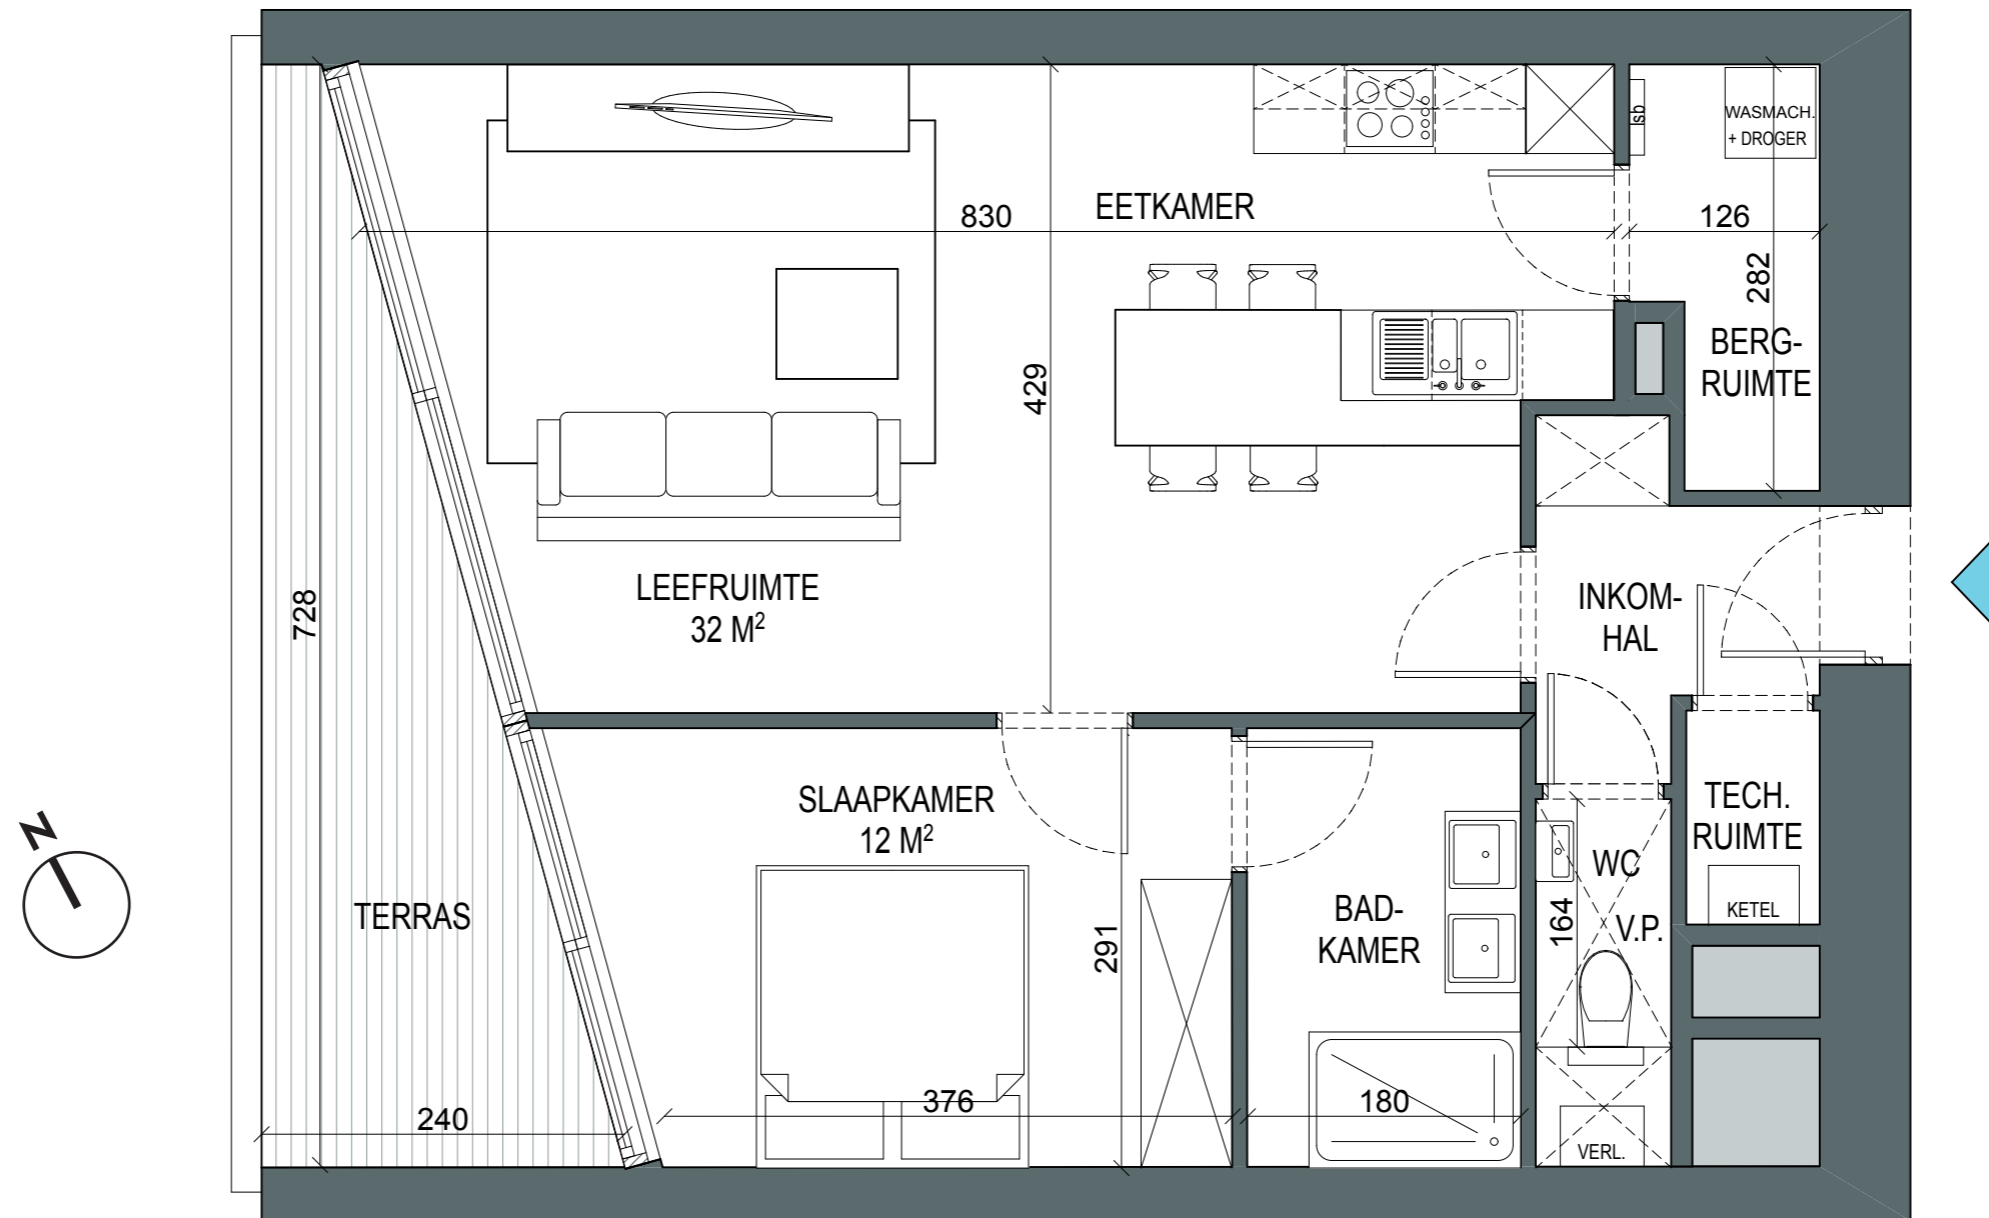 sb
WASMACH.
+ DROGER
EETKAMER
830
126
282
BERG-
RUIMTE
429
LEEFRUIMTE
32 M²
728
INKOM-
HAL
SLAAPKAMER
12 M²
TECH.
RUIMTE
N
WC
V.P.
164
KETEL
TERRAS
BAD-
KAMER
291
376
180
240
VERL.